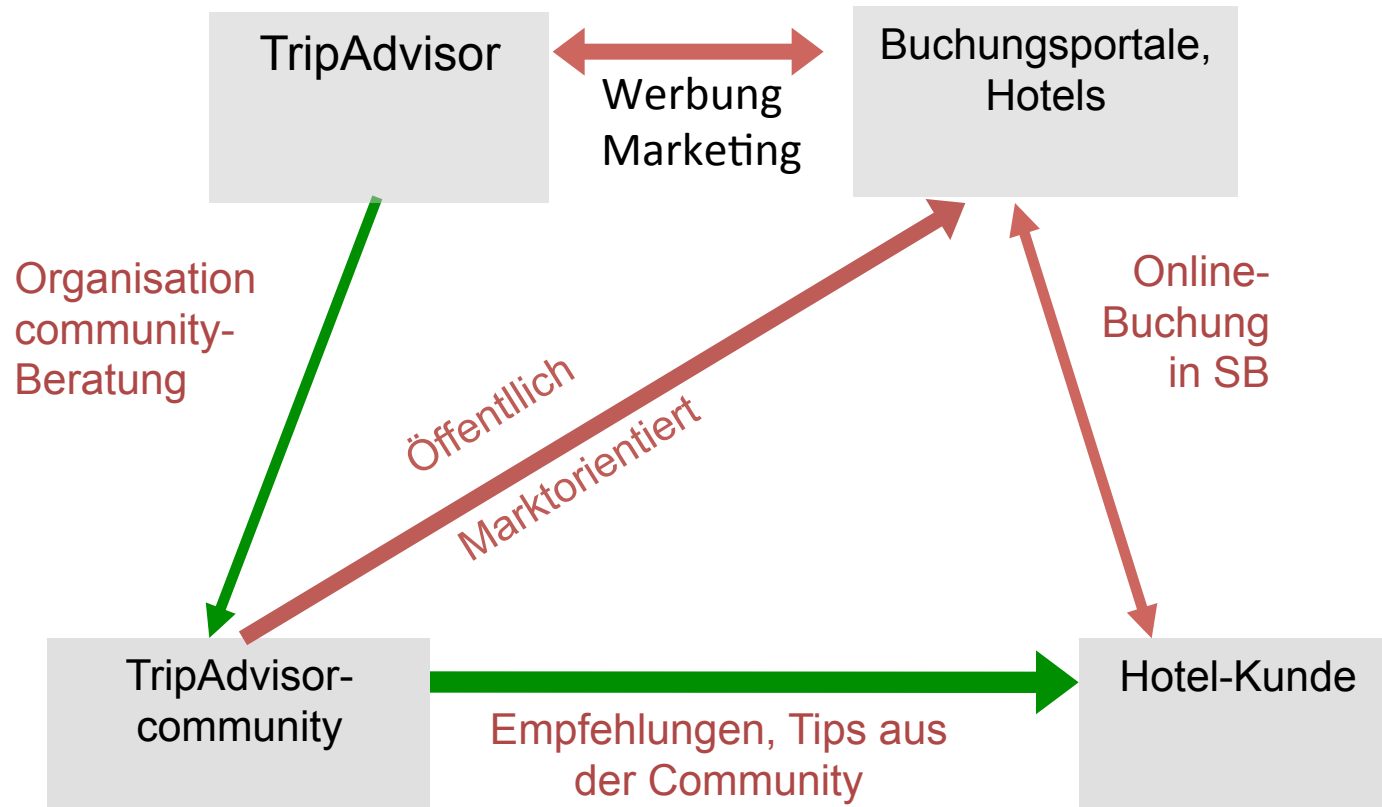 TripAdvisor
Buchungsportale,
Hotels
Werbung
Marketing
Organisation
community-
Beratung
Online-
Buchung
in SB
Öffentllich
Marktorientiert
TripAdvisor-
community
Hotel-Kunde
Empfehlungen, Tips aus
der Community